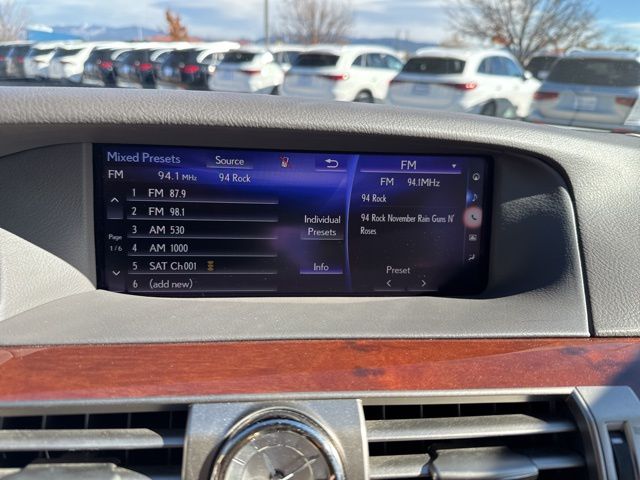 Mixed Presets
Source
FM 94.1 MHz 94 Rock
1 FM 87.9
2 FM 98.1
3 AM 530
4 AM 1000
5 SAT Ch001
6 (add new)
Page
1/6
Individual
Presets
Info
FM
FM 94.1MHz
94 Rock
94 Rock November Rain Guns N'
Roses
Preset